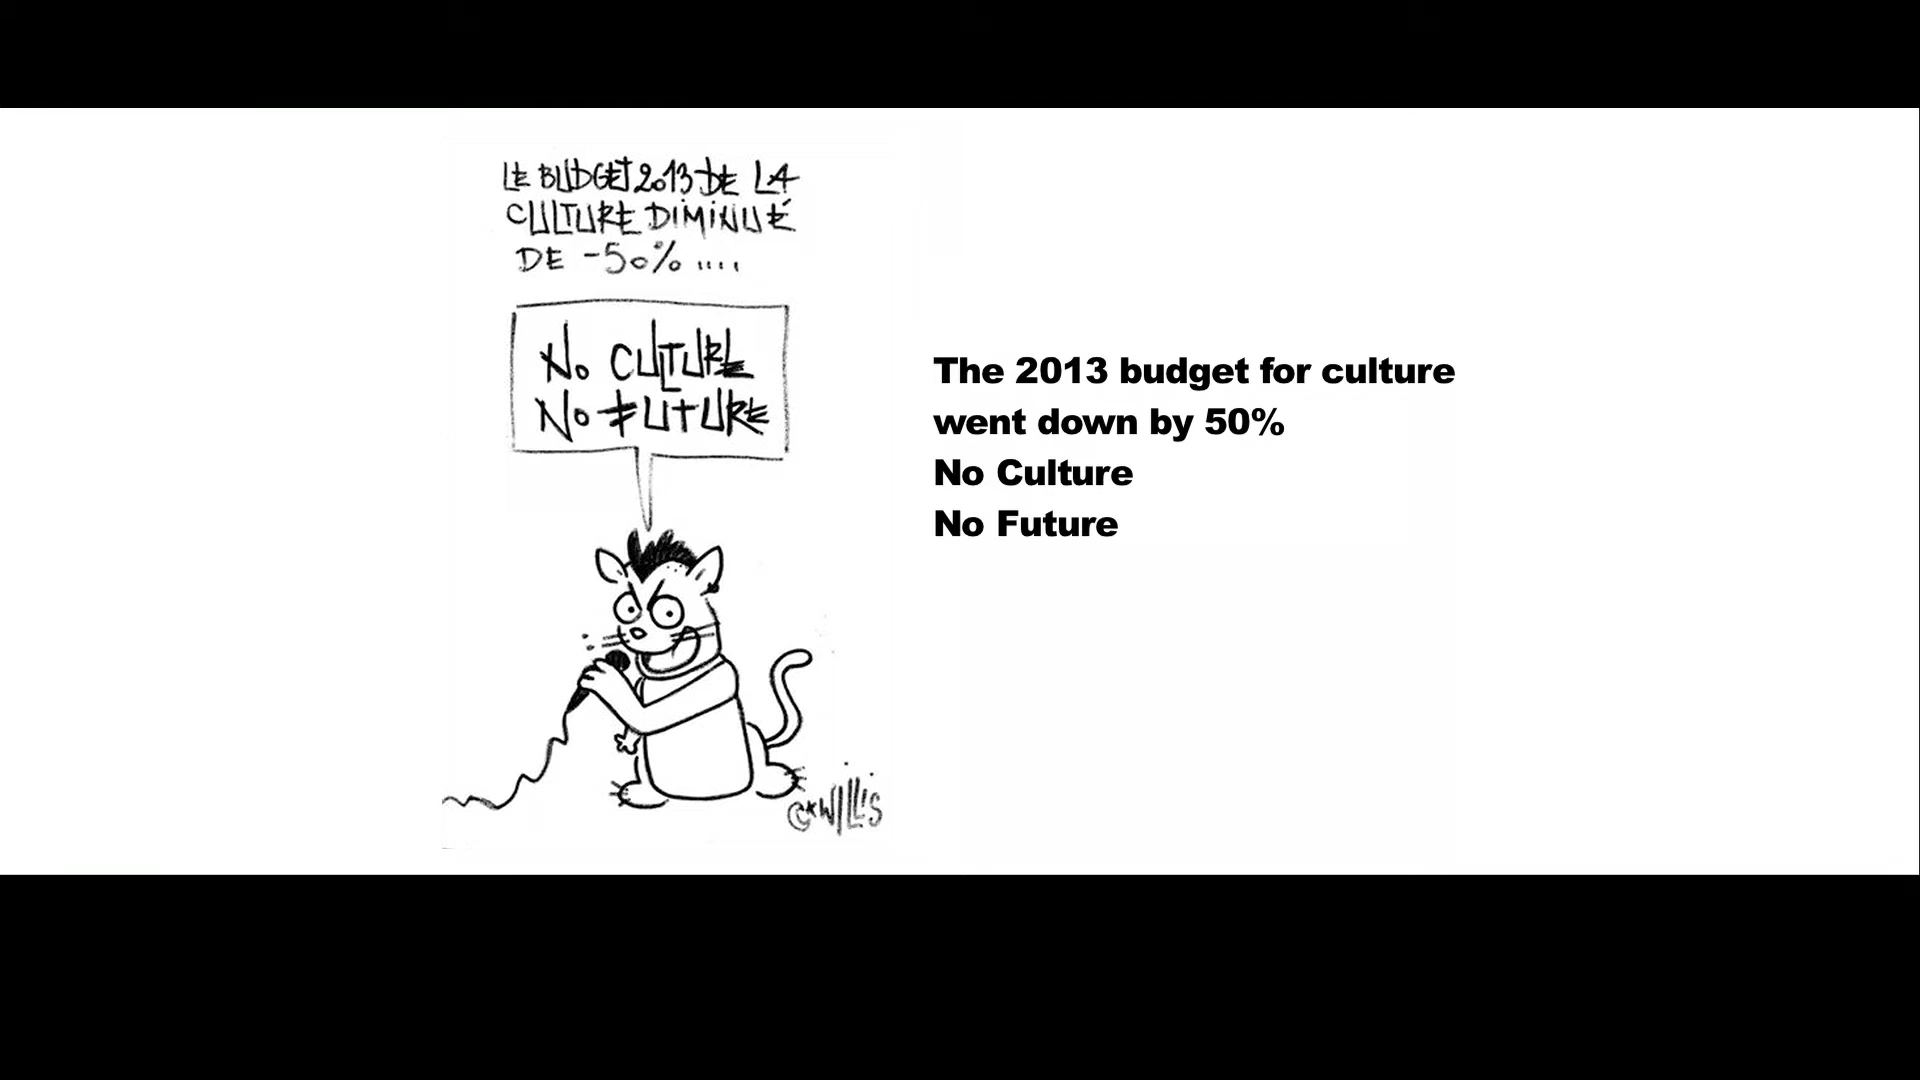 LE BUDGET 2013 DE LA
CULTURE DIMINUÉ
DE -50% ....
NO CULTURE
NO FUTURE
©*WILLIS
The 2013 budget for culture
went down by 50%
No Culture
No Future